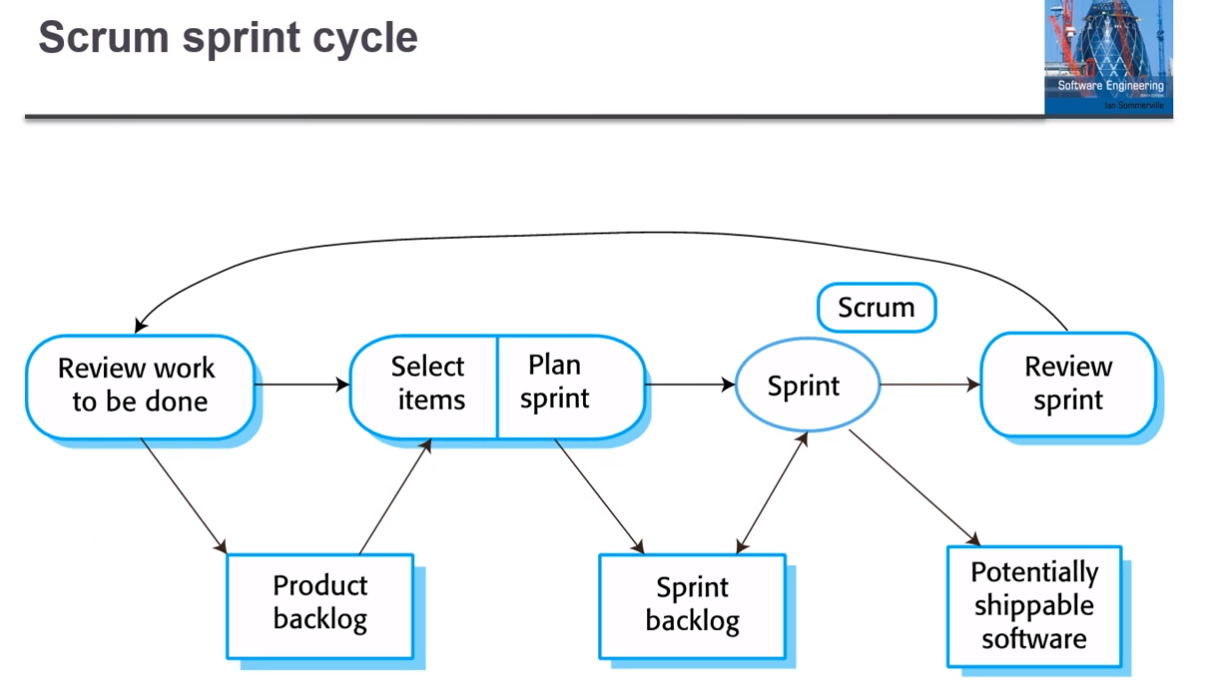 Scrum sprint cycle
Software Engineering
Ian Sommerville
Scrum
Review work
to be done
Select
items
Plan
sprint
Sprint
Review
sprint
Product
backlog
Sprint
backlog
Potentially
shippable
software